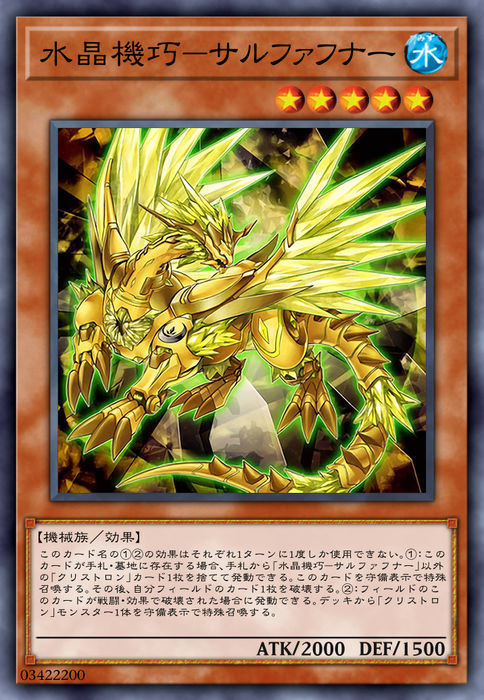 水晶機巧－サルファフナー
みず
水
【機械族／効果】
このカード名の①②の効果はそれぞれ1ターンに1度しか使用できない。①：この
カードが手札・墓地に存在する場合、手札から「水晶機巧－サルファフナー」以外
の「クリストロン」カード1枚を捨てて発動できる。このカードを守備表示で特殊
召喚する。その後、自分フィールドのカード1枚を破壊する。②：フィールドのこ
のカードが戦闘・効果で破壊された場合に発動できる。デッキから「クリストロ
ン」モンスター1体を守備表示で特殊召喚する。
ATK/2000 DEF/1500
03422200